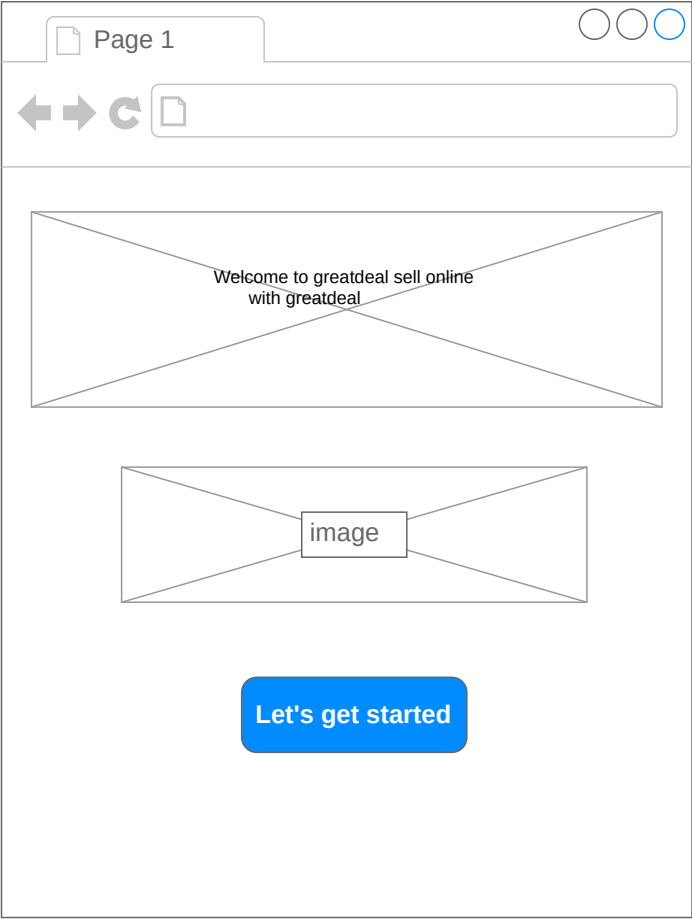 Page 1
Welcome to greatdeal sell online
with greatdeal
image
Let's get started